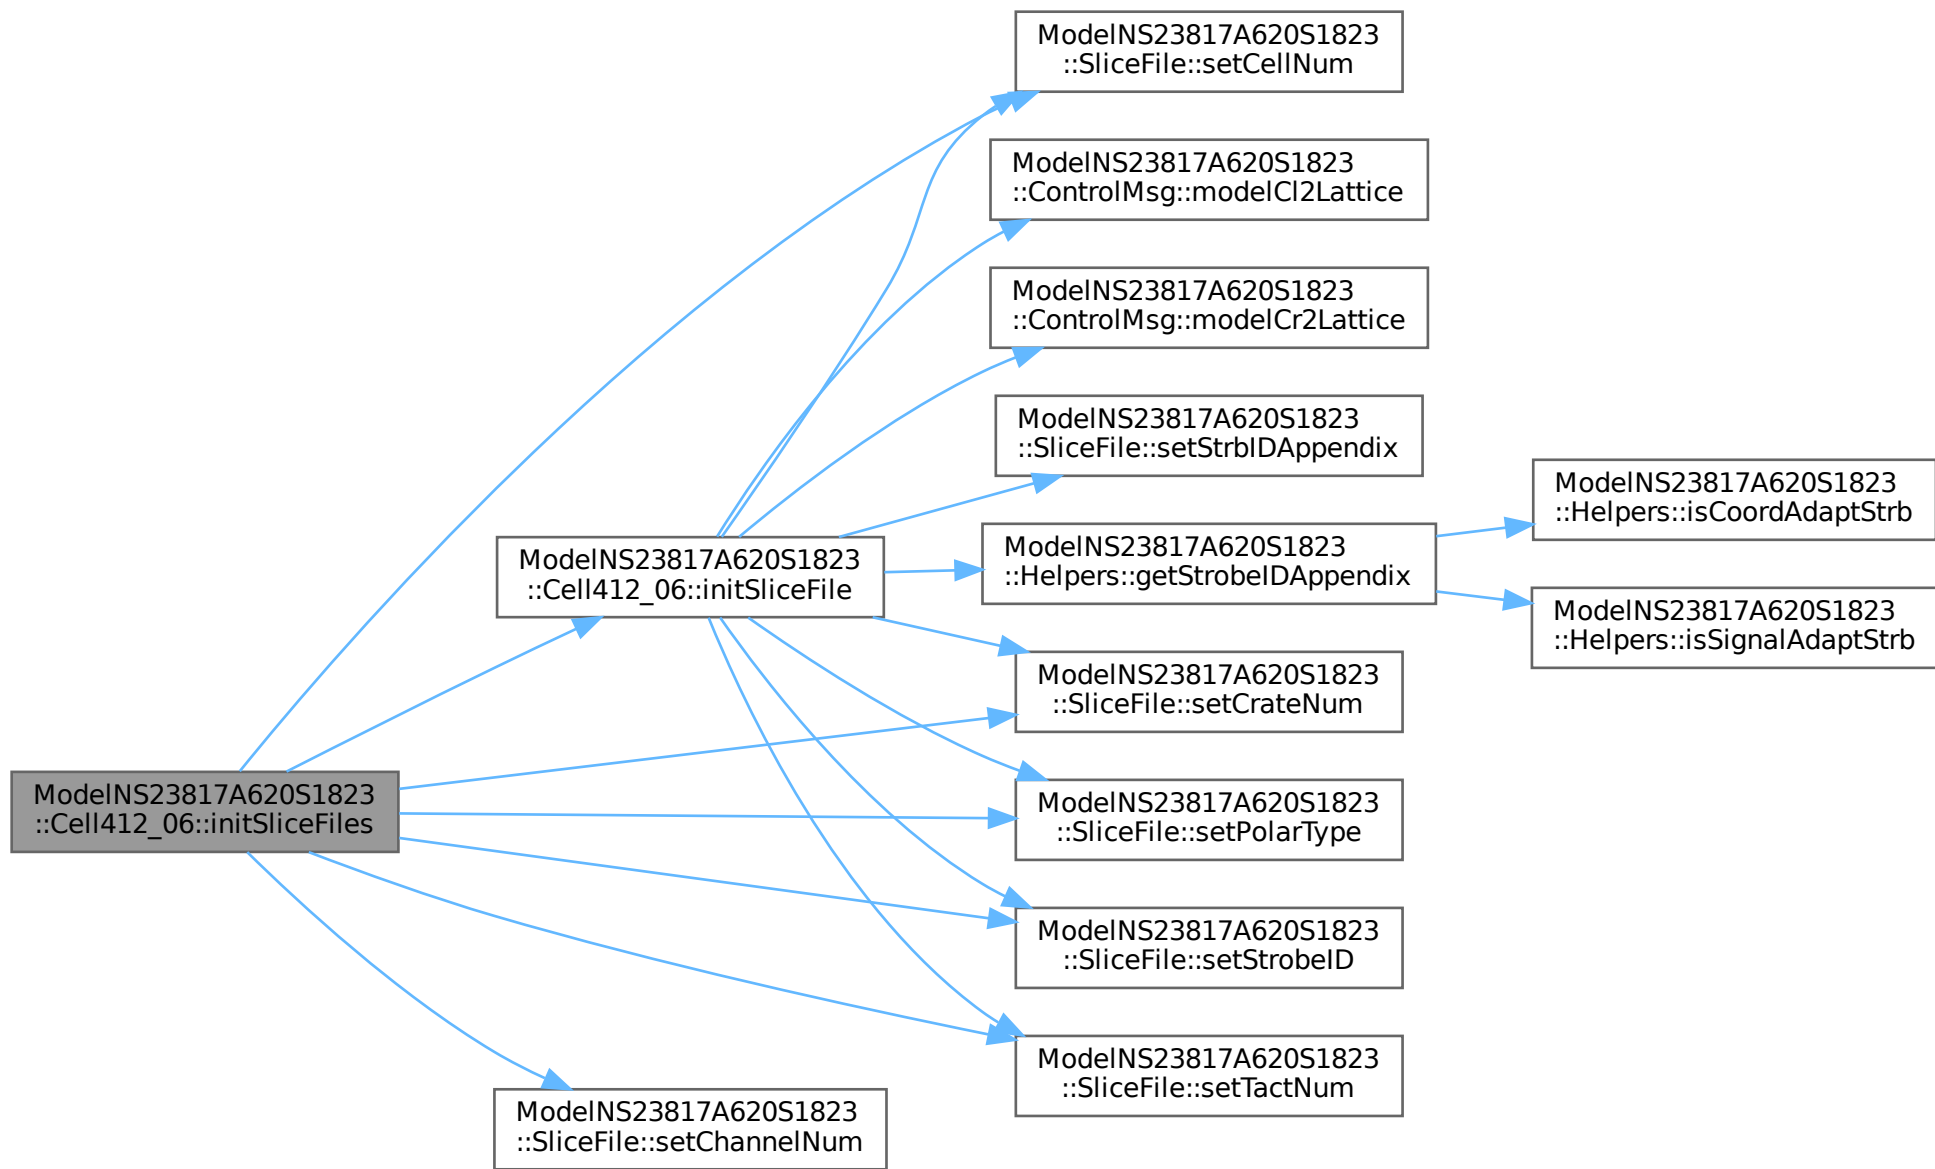 ModelNS23817A620S1823
::SliceFile::setCellNum
ModelNS23817A620S1823
::ControlMsg::modelCl2Lattice
ModelNS23817A620S1823
::ControlMsg::modelCr2Lattice
ModelNS23817A620S1823
::SliceFile::setStrbIDAppendix
ModelNS23817A620S1823
::Helpers::isCoordAdaptStrb
ModelNS23817A620S1823
::Cell412_06::initSliceFile
ModelNS23817A620S1823
::Helpers::getStrobeIDAppendix
ModelNS23817A620S1823
::Helpers::isSignalAdaptStrb
ModelNS23817A620S1823
::SliceFile::setCrateNum
ModelNS23817A620S1823
::Cell412_06::initSliceFiles
ModelNS23817A620S1823
::SliceFile::setPolarType
ModelNS23817A620S1823
::SliceFile::setStrobeID
ModelNS23817A620S1823
::SliceFile::setTactNum
ModelNS23817A620S1823
::SliceFile::setChannelNum